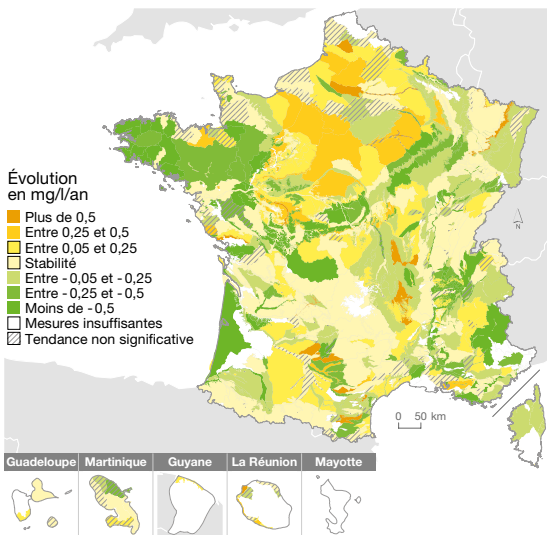 Évolution
en mg/l/an
Plus de 0,5
Entre 0,25 et 0,5
Entre 0,05 et 0,25
Stabilité
Entre - 0,05 et - 0,25
Entre - 0,25 et - 0,5
Moins de - 0,5
Mesures insuffisantes
Tendance non significative
N
0 50 km
Guadeloupe Martinique Guyane La Réunion Mayotte